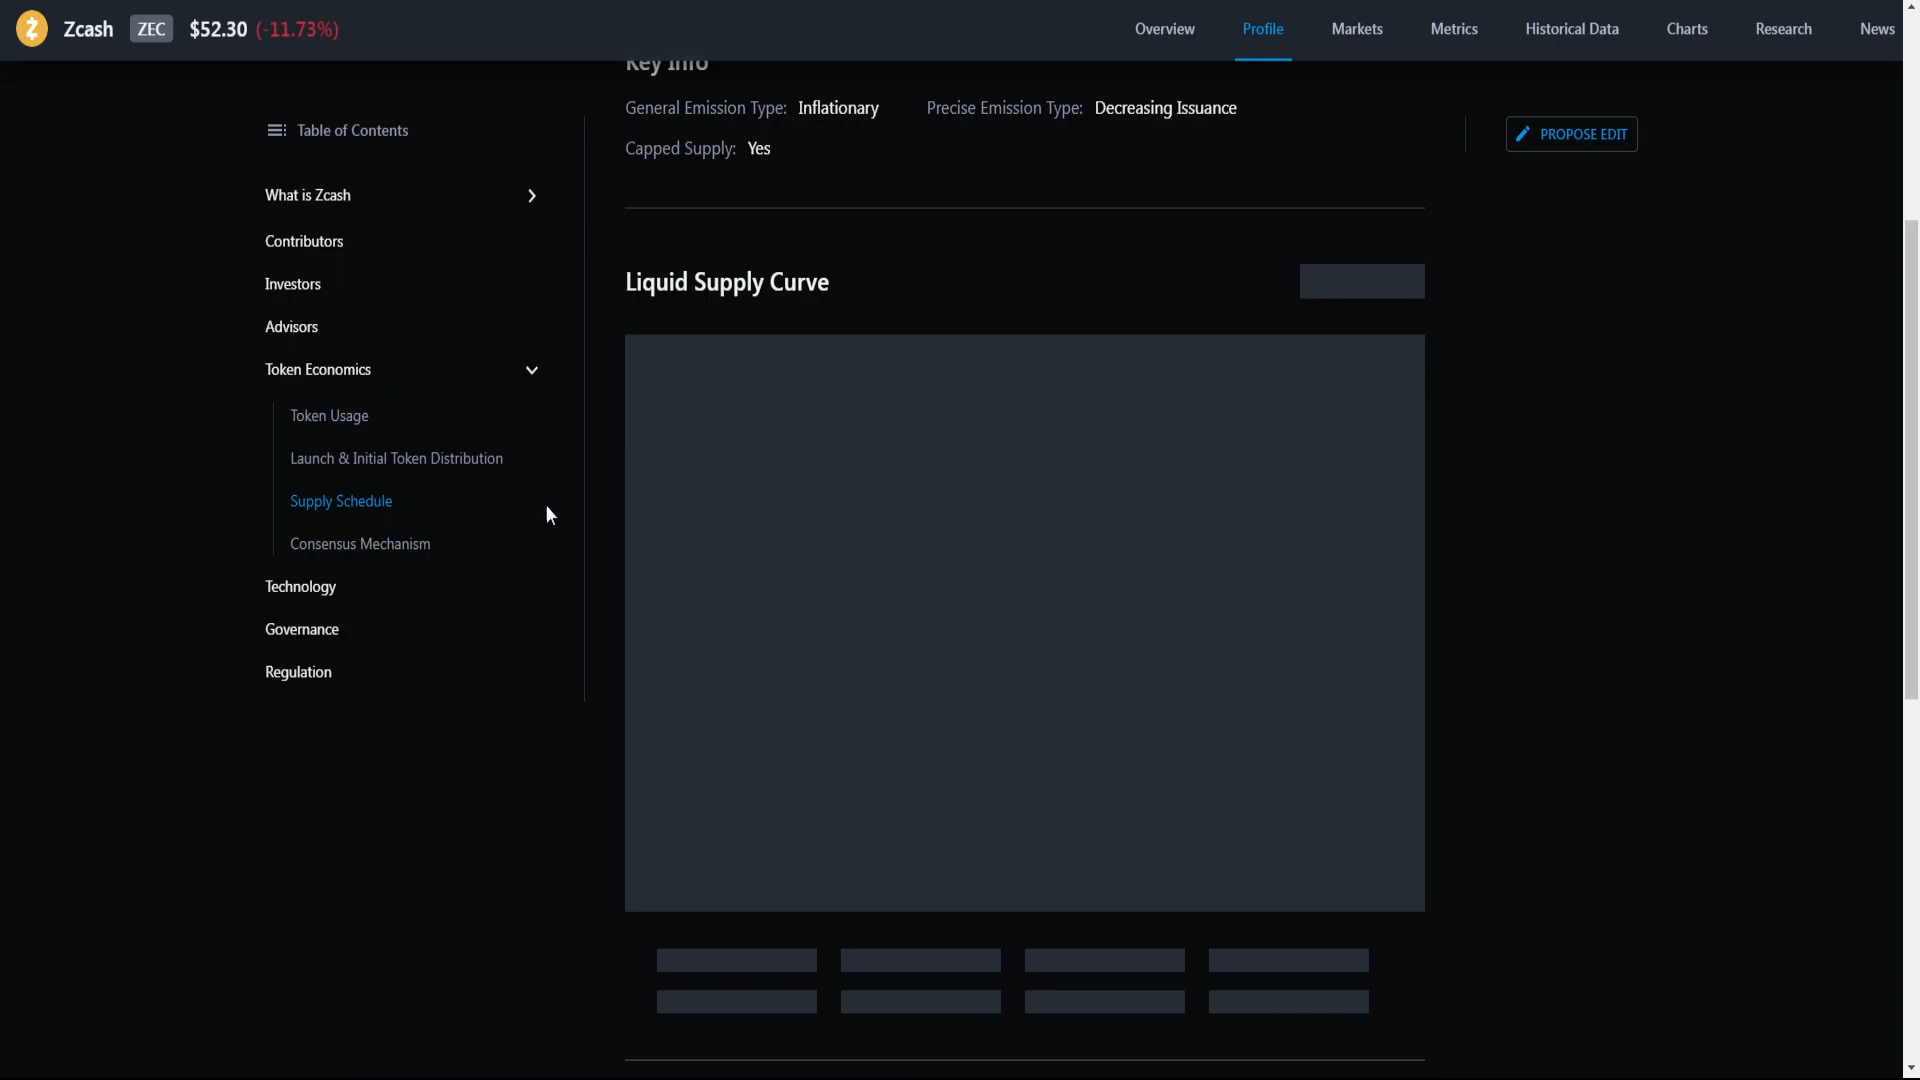 Zcash ZEC $52.30 (-11.73%)
Overview Profile Markets Metrics Historical Data Charts Research News
Key Info
General Emission Type: Inflationary Precise Emission Type: Decreasing Issuance
Capped Supply: Yes
Table of Contents
What is Zcash
Contributors
Investors
Advisors
Token Economics
Token Usage
Launch & Initial Token Distribution
Supply Schedule
Consensus Mechanism
Technology
Governance
Regulation
Liquid Supply Curve
PROPOSE EDIT